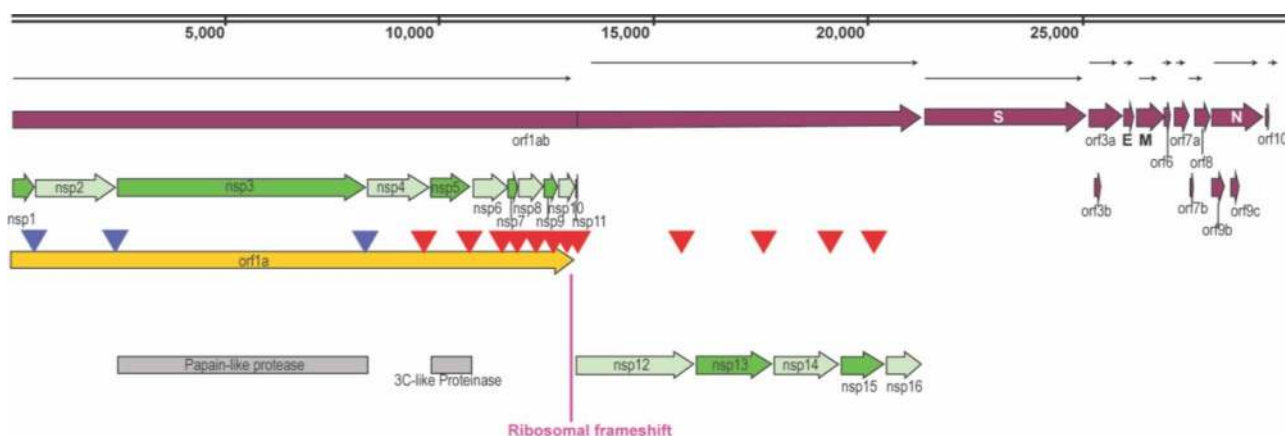 5,000 10,000 15,000 20,000 25,000
S N
orf1ab orf3a E M orf7a orf10
orf6 orf8
nsp2 nsp3 nsp4 nsp5 nsp6 nsp8 nsp10
nsp1 nsp7 nsp9 nsp11
orf3b orf7b orf9c
orf9b
orf1a
Papain-like protease nsp12 nsp13 nsp14
3C-like Proteinase nsp15 nsp16
Ribosomal frameshift